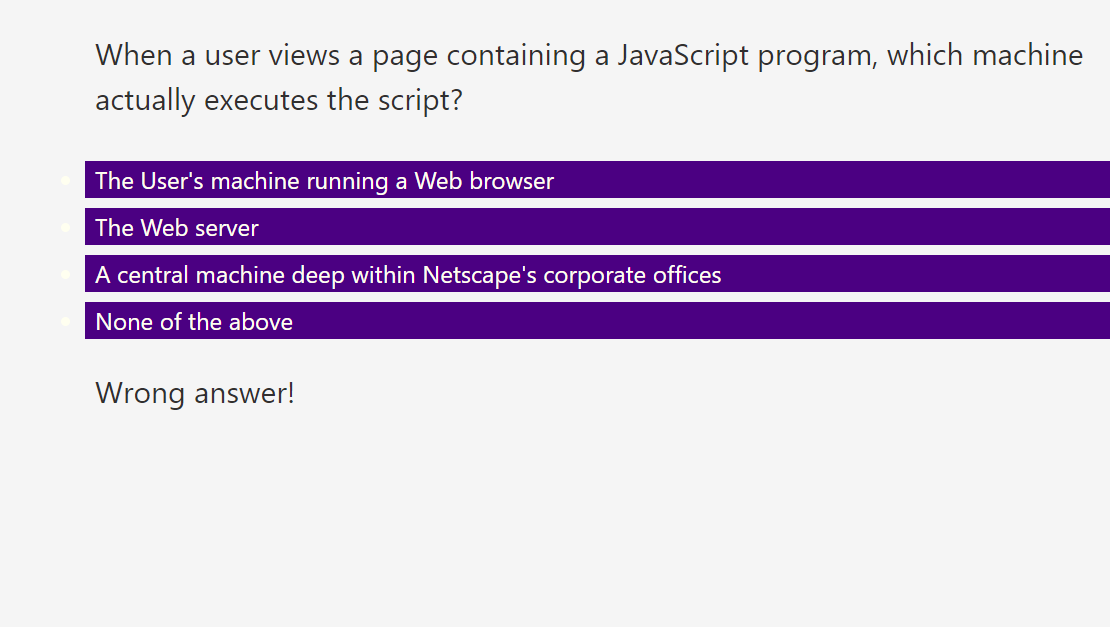 When a user views a page containing a JavaScript program, which machine
actually executes the script?
The User's machine running a Web browser
The Web server
A central machine deep within Netscape's corporate offices
None of the above
Wrong answer!